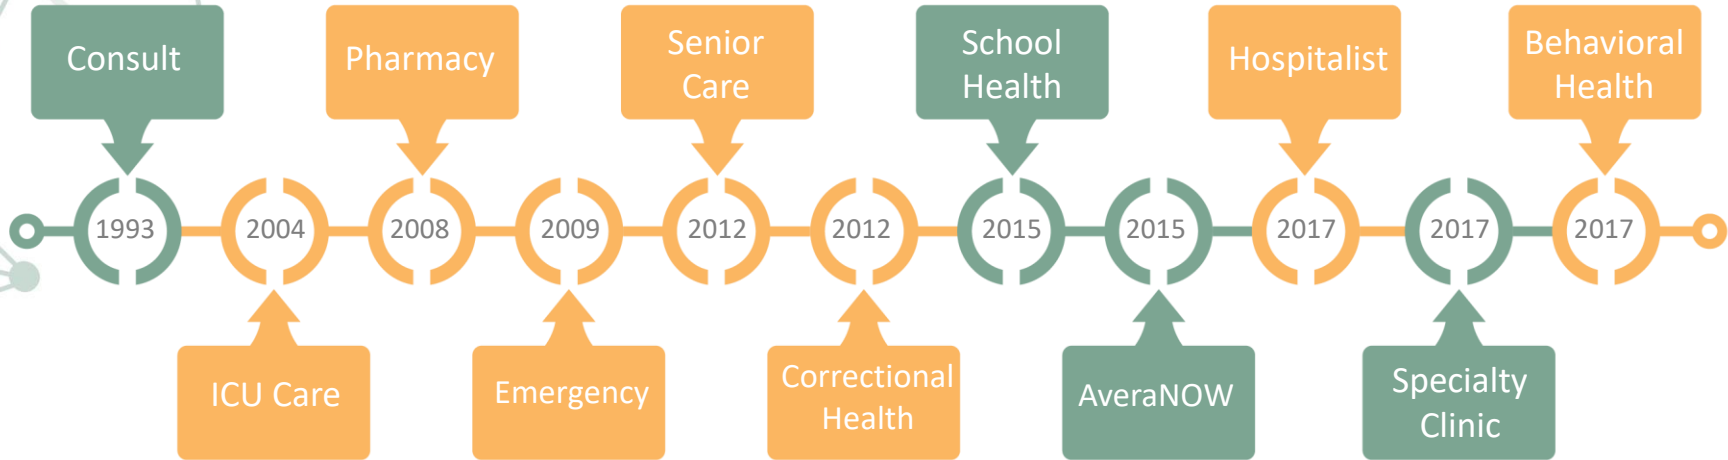 Consult
Pharmacy
Senior
Care
School
Health
Hospitalist
Behavioral
Health
1993
2004
2008
2009
2012
2012
2015
2015
2017
2017
2017
ICU Care
Emergency
Correctional
Health
AveraNOW
Specialty
Clinic